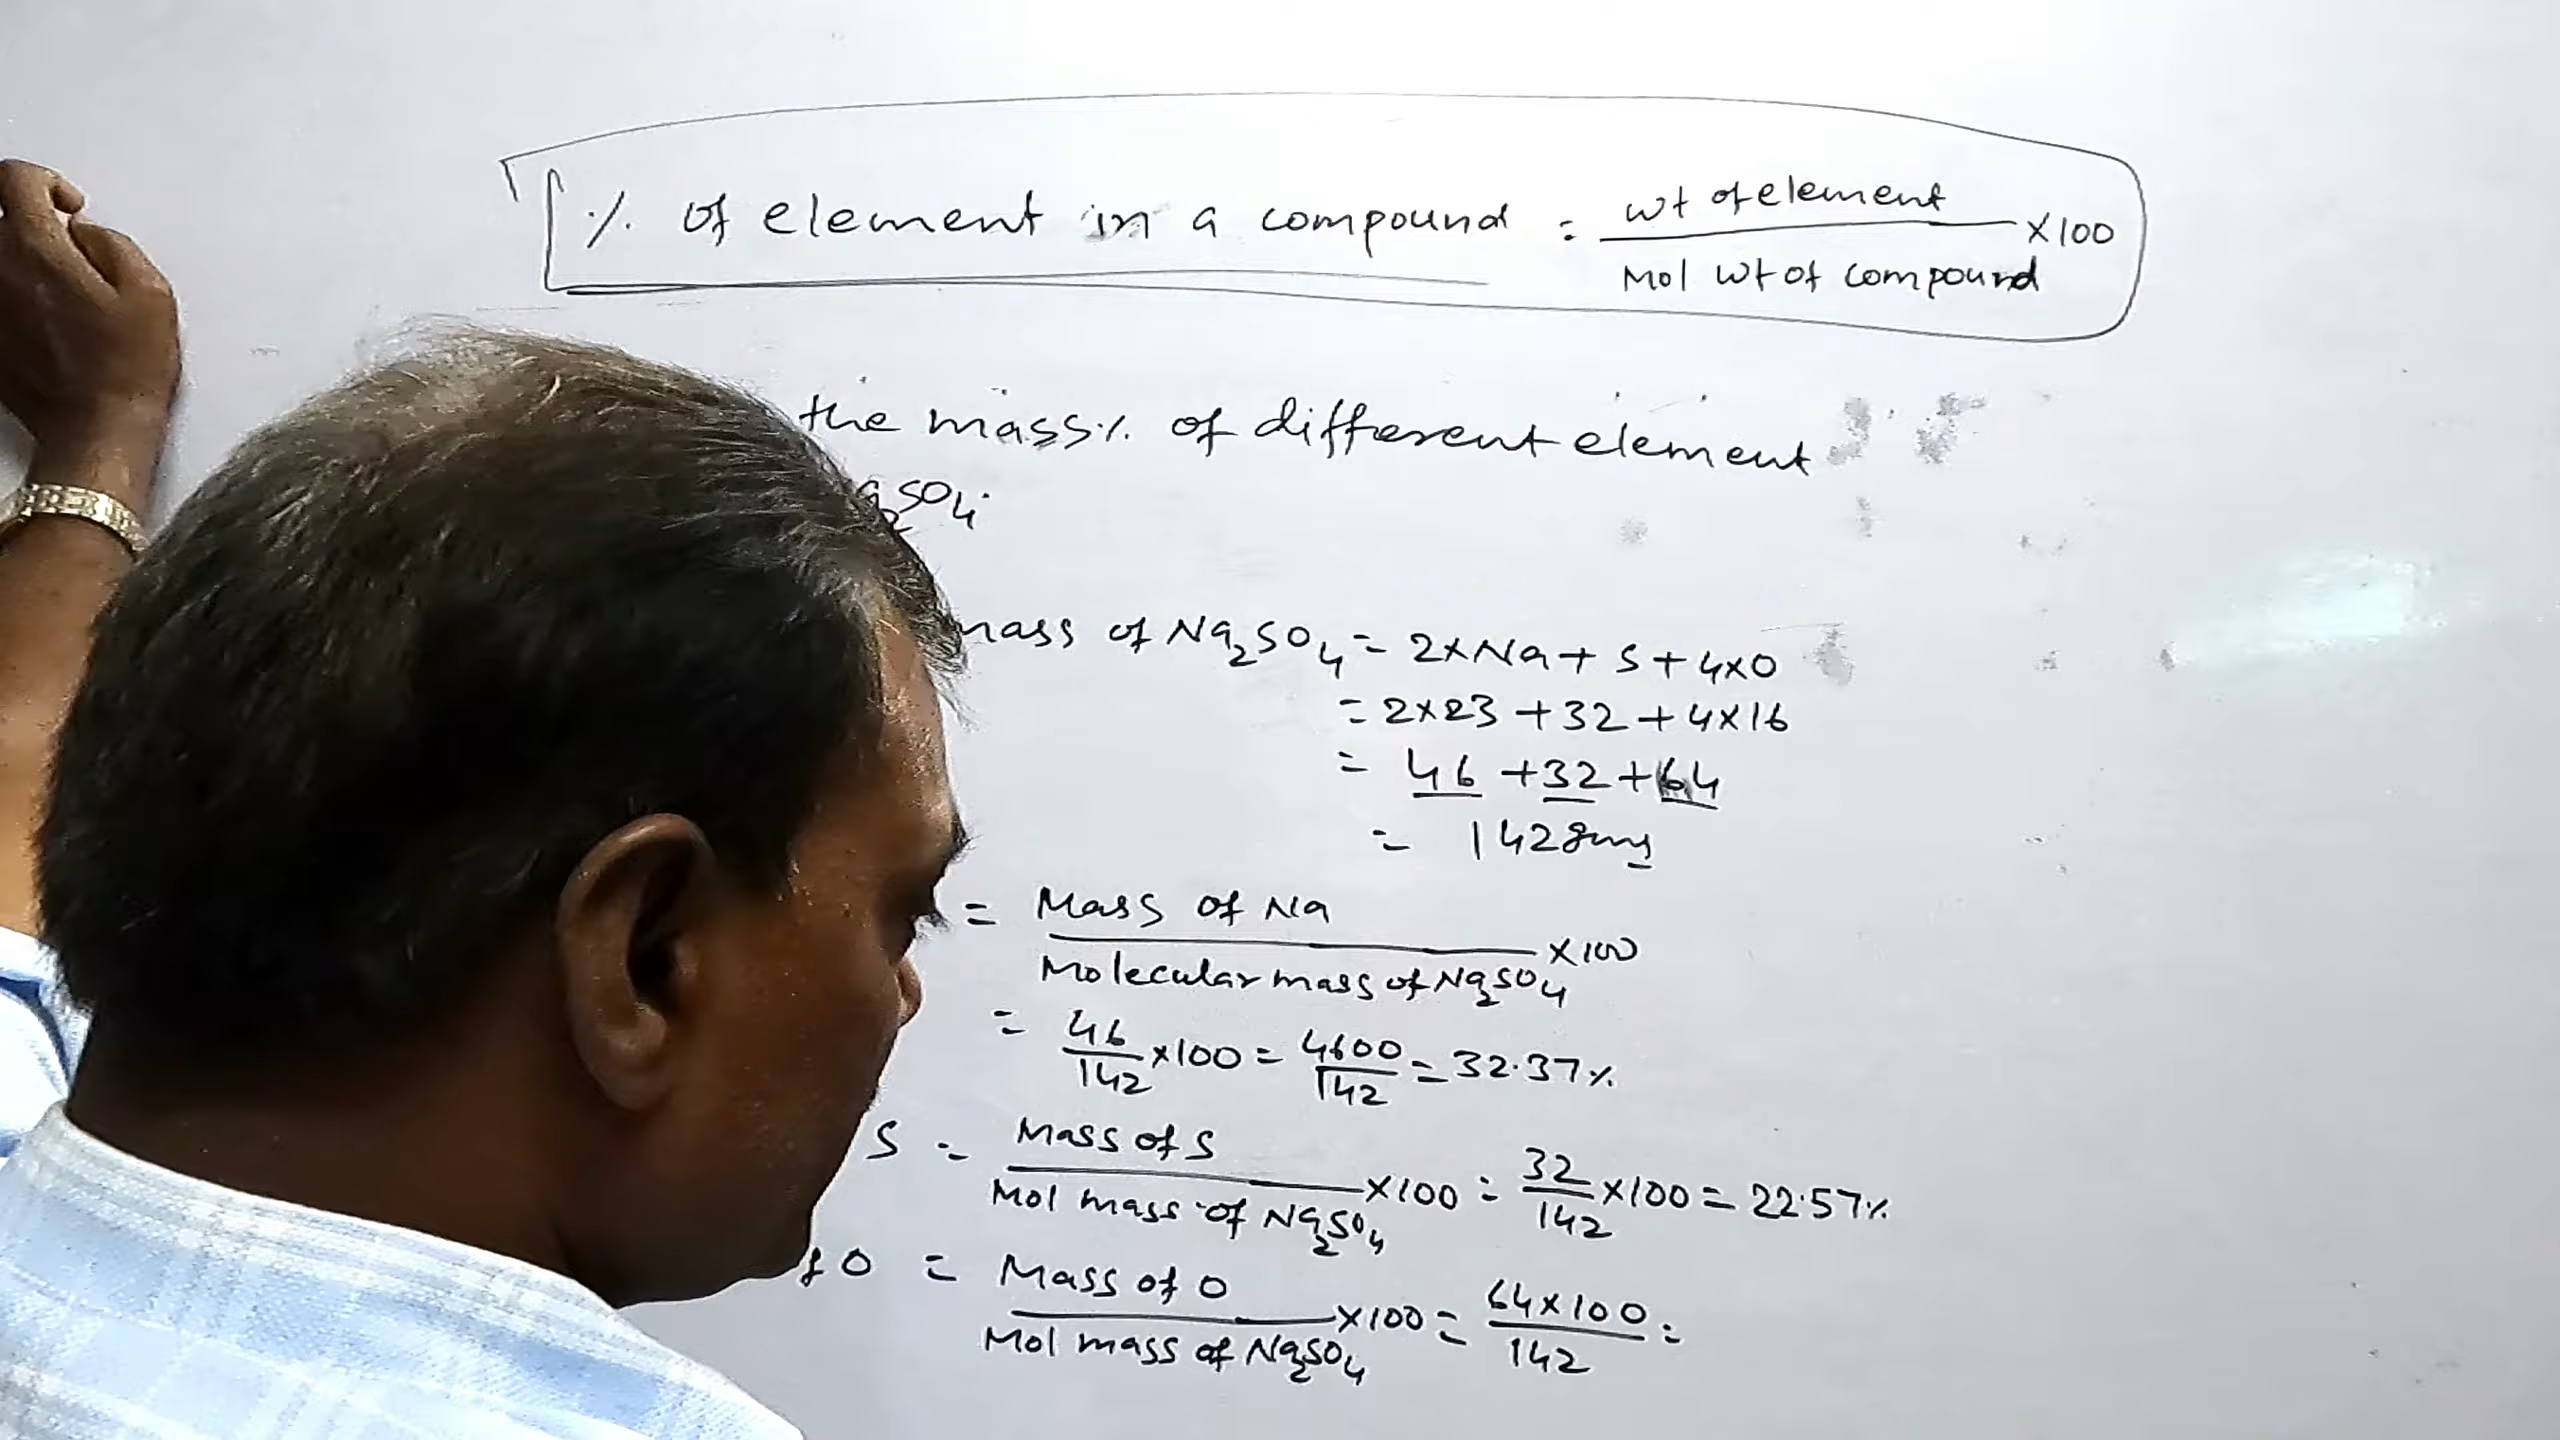 % of element in a compound = wt of element / Mol wt of compound ×100
the mass% of different element
SO4.
mass of Na2SO4 = 2×Na + S + 4×O
= 2×23 + 32 + 4×16
= 46 + 32 + 64
= 142gms
= Mass of Na / Molecular mass of Na2SO4 ×100
= 46/142 ×100 = 4600/142 = 32.37%
S = Mass of S / Mol mass of Na2SO4 ×100 = 32/142 ×100 = 22.57%
O = Mass of O / Mol mass of Na2SO4 ×100 = 64×100/142 =